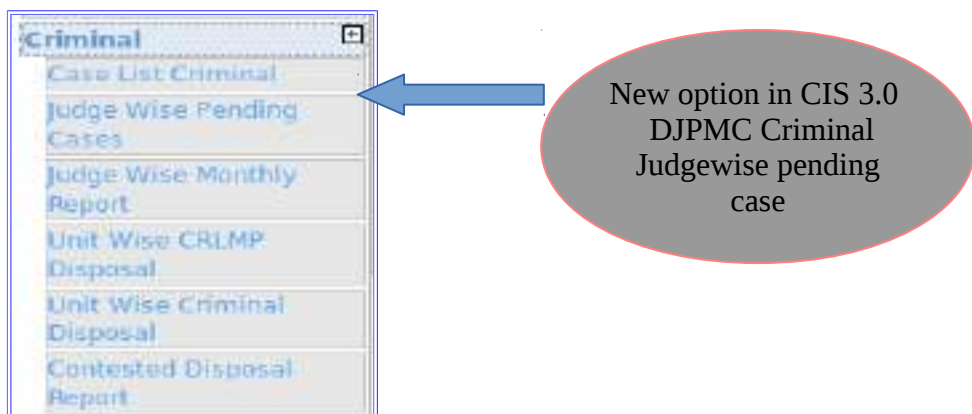 Criminal
Case List Criminal
Judge Wise Pending
Cases
Judge Wise Monthly
Report
Unit Wise CRLMP
Disposal
Unit Wise Criminal
Disposal
Contested Disposal
Report
New option in CIS 3.0
DJPMC Criminal
Judgewise pending
case